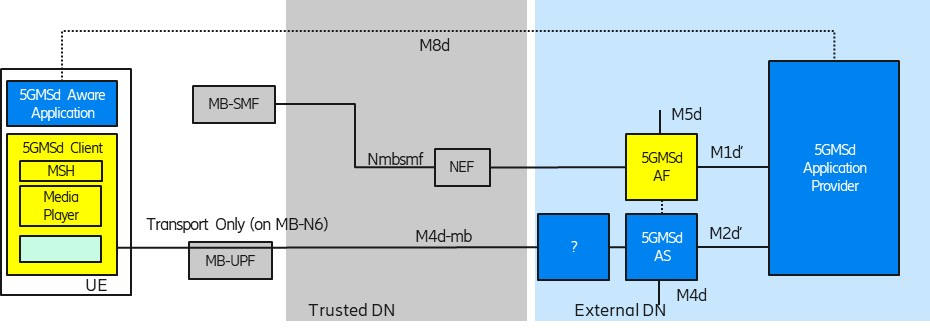 M8d
5GMSd Aware
Application
MB-SMF
M5d
5GMSd Client
MSH
Media
Player
Nmbsmf
NEF
5GMSd
AF
M1d’
5GMSd
Application
Provider
Transport Only (on MB-N6)
MB-UPF
M4d-mb
?
5GMSd
AS
M2d’
UE
M4d
Trusted DN
External DN